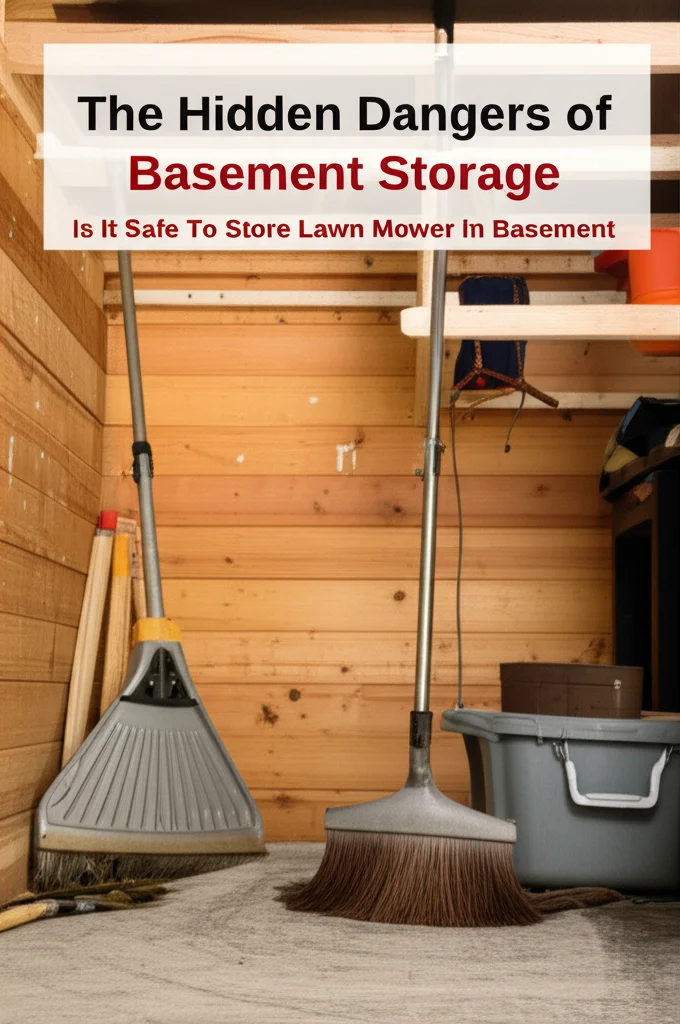 The Hidden Dangers of
Basement Storage
Is It Safe To Store Lawn Mower In Basement